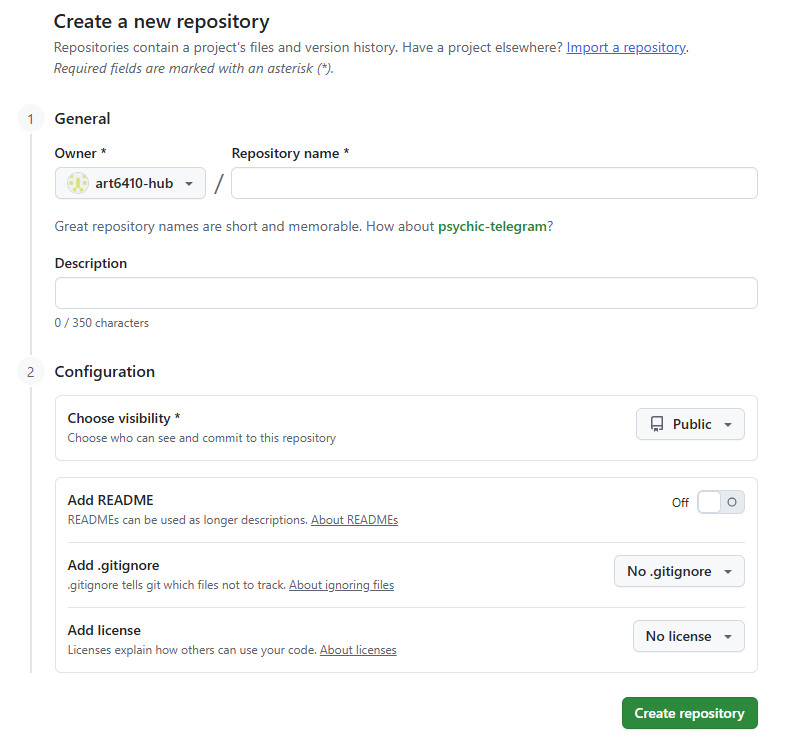 Create a new repository
Repositories contain a project's files and version history. Have a project elsewhere? Import a repository.
Required fields are marked with an asterisk (*).
1 General
Owner * Repository name *
art6410-hub /
Great repository names are short and memorable. How about psychic-telegram?
Description
0 / 350 characters
2 Configuration
Choose visibility *
Choose who can see and commit to this repository
Public
Add README
READMEs can be used as longer descriptions. About READMEs
Off
Add .gitignore
.gitignore tells git which files not to track. About ignoring files
No .gitignore
Add license
Licenses explain how others can use your code. About licenses
No license
Create repository